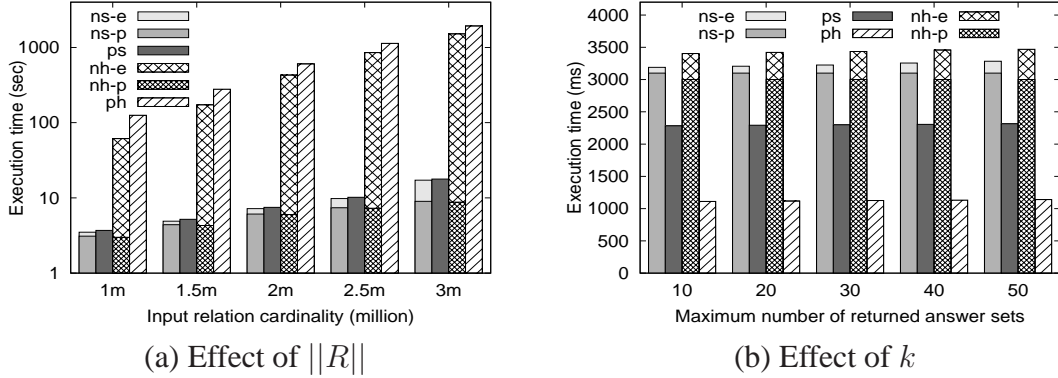 ns-e
ns-p
ps
nh-e
nh-p
ph
1000
100
10
1
Execution time (sec)
1m 1.5m 2m 2.5m 3m
Input relation cardinality (million)
(a) Effect of ||R||
ns-e ps nh-e
ns-p ph nh-p
4000
3500
3000
2500
2000
1500
1000
500
0
Execution time (ms)
10 20 30 40 50
Maximum number of returned answer sets
(b) Effect of k